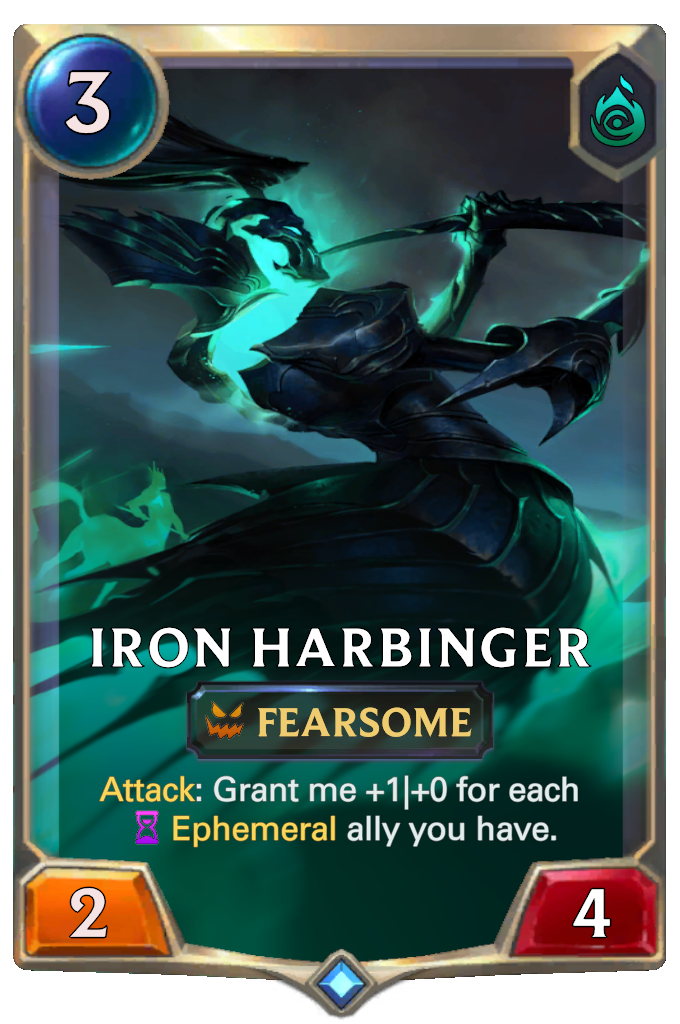 3
IRON HARBINGER
FEARSOME
Attack: Grant me +1|+0 for each
Ephemeral ally you have.
2
4